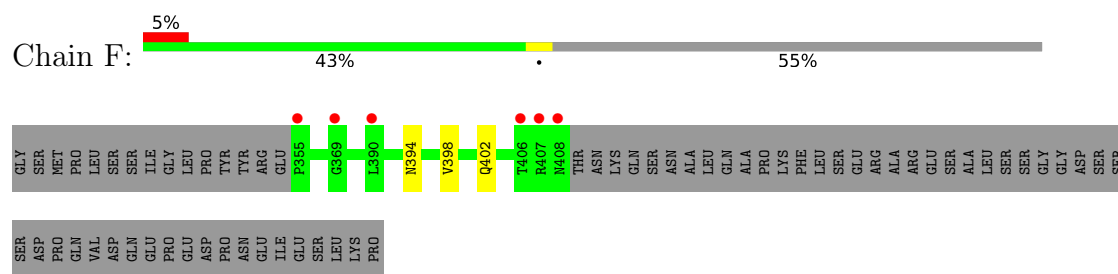 5%
Chain F:
43% • 55%
GLY SER MET PRO LEU SER SER ILE GLY LEU PRO TYR TYR ARG GLU P355 G369 L390 N394 V398 Q402 T406 R407 N408 THR ASN LYS GLN SER ASN ALA LEU GLN ALA PRO LYS PHE LEU SER GLU ARG ALA ARG GLU SER ALA LEU SER SER GLY GLY ASP SER SER
SER ASP PRO MET PRO GLN VAL ASP GLN GLU PRO GLU ASP PRO ASN GLU ILE GLU SER LEU LYS PRO